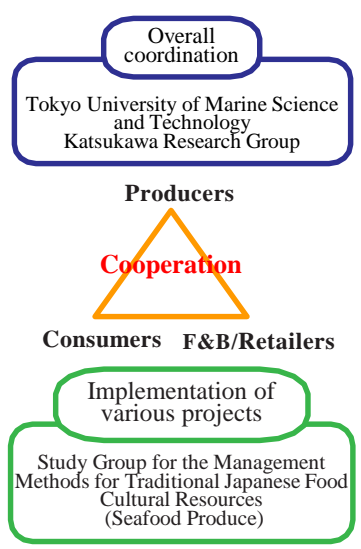 Overall
coordination
Tokyo University of Marine Science
and Technology
Katsukawa Research Group
Producers
Cooperation
Consumers F&B/Retailers
Implementation of
various projects
Study Group for the Management
Methods for Traditional Japanese Food
Cultural Resources
(Seafood Produce)